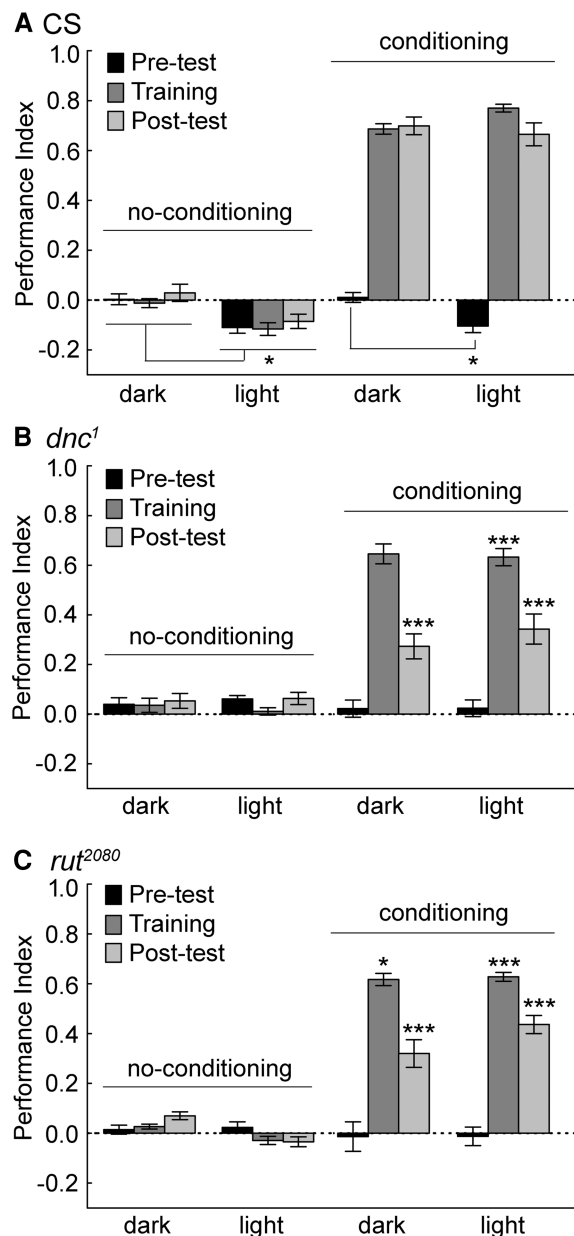 A CS
conditioning
1.0
Pre-test
0.8
Training
0.6
Post-test
0.4
no-conditioning
0.2
0.0
-0.2
Performance Index
*
*
dark light dark light
B dnc¹
1.0
Pre-test
0.8
Training
conditioning
0.6
Post-test
***
0.4
***
***
no-conditioning
0.2
0.0
-0.2
Performance Index
dark light dark light
C rut²⁰⁸⁰
1.0
Pre-test
conditioning
0.8
Training
0.6
Post-test
*
***
0.4
***
***
no-conditioning
0.2
0.0
-0.2
Performance Index
dark light dark light